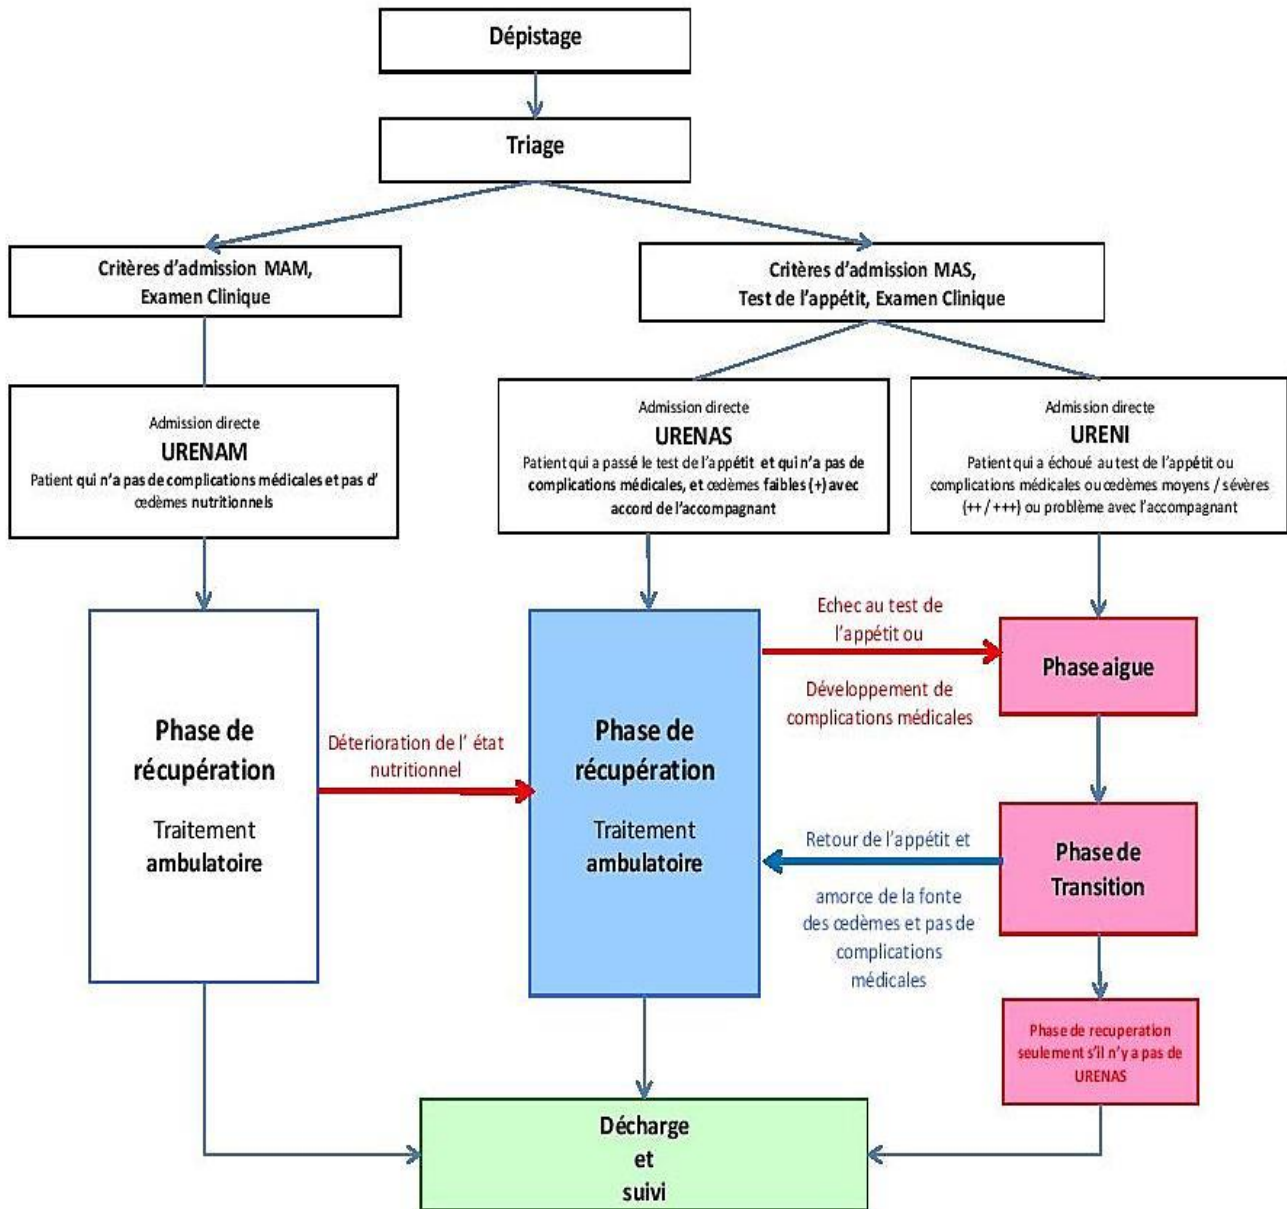 Dépistage
Triage
Critères d'admission MAM,
Examen Clinique
Critères d'admission MAS,
Test de l'appétit, Examen Clinique
Admission directe
URENAM
Patient qui n'a pas de complications médicales et pas d'
œdèmes nutritionnels
Admission directe
URENAS
Patient qui a passé le test de l'appétit et qui n'a pas de
complications médicales, et œdèmes faibles (+) avec
accord de l'accompagnant
Admission directe
URENI
Patient qui a échoué au test de l'appétit ou
complications médicales ou œdèmes moyens / sévères
(++ / +++) ou problème avec l'accompagnant
Phase de
récupération
Traitement
ambulatoire
Déterioration de l' état
nutritionnel
Phase de
récupération
Traitement
ambulatoire
Echec au test de
l'appétit ou
Développement de
complications médicales
Phase aigue
Retour de l'appétit et
amorce de la fonte
des œdèmes et pas de
complications
médicales
Phase de
Transition
Phase de recuperation
seulement s'il n'y a pas de
URENAS
Décharge
et
suivi